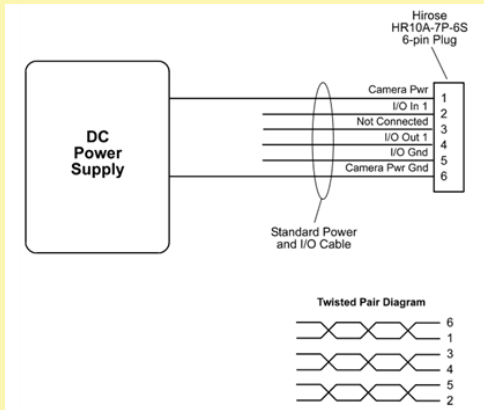 Hirose
HR10A-7P-6S
6-pin Plug
Camera Pwr
1
I/O In 1
2
Not Connected
3
I/O Out 1
4
I/O Gnd
5
Camera Pwr Gnd
6
DC
Power
Supply
Standard Power
and I/O Cable
Twisted Pair Diagram
6
1
3
4
5
2